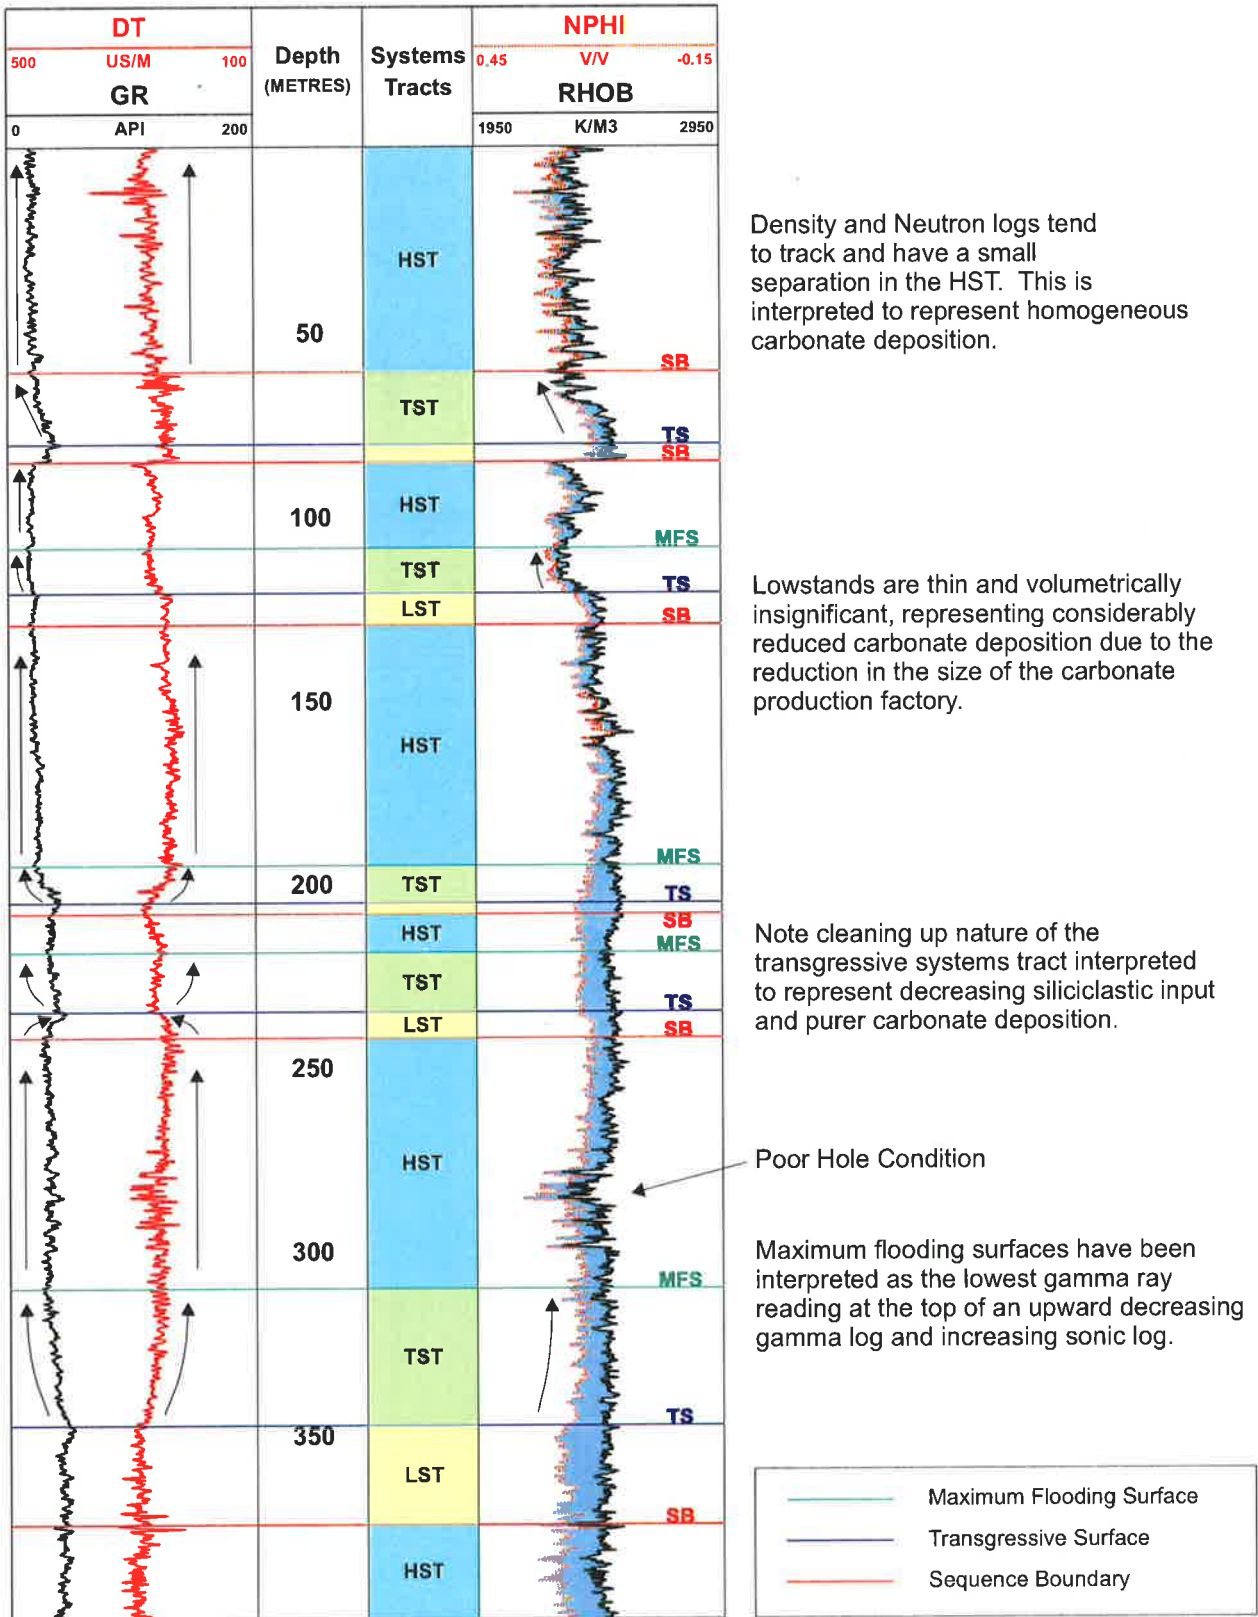 DT
500 US/M 100
GR
0 API 200
Depth
(METRES)
Systems
Tracts
NPHI
0.45 V/V -0.15
RHOB
1950 K/M3 2950
HST
50
SB
TST
TS
SB
HST
100
MFS
TST
TS
LST
SB
150
HST
MFS
200
TST
TS
SB
HST
MFS
TST
TS
LST
SB
250
HST
300
MFS
TST
TS
350
LST
SB
HST
Density and Neutron logs tend
to track and have a small
separation in the HST. This is
interpreted to represent homogeneous
carbonate deposition.
Lowstands are thin and volumetrically
insignificant, representing considerably
reduced carbonate deposition due to the
reduction in the size of the carbonate
production factory.
Note cleaning up nature of the
transgressive systems tract interpreted
to represent decreasing siliciclastic input
and purer carbonate deposition.
Poor Hole Condition
Maximum flooding surfaces have been
interpreted as the lowest gamma ray
reading at the top of an upward decreasing
gamma log and increasing sonic log.
Maximum Flooding Surface
Transgressive Surface
Sequence Boundary